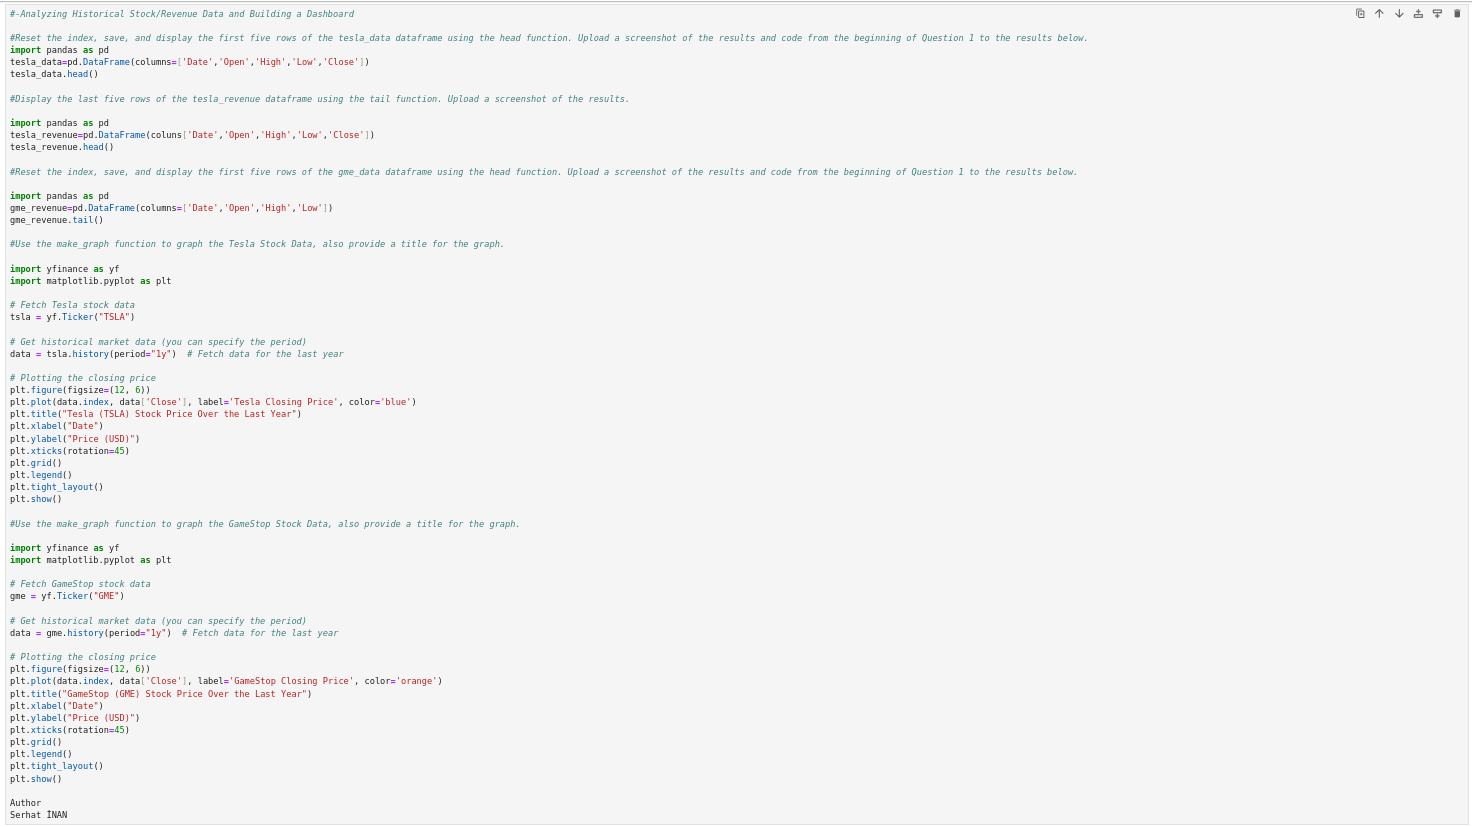 #-Analyzing Historical Stock/Revenue Data and Building a Dashboard
#Reset the index, save, and display the first five rows of the tesla_data dataframe using the head function. Upload a screenshot of the results and code from the beginning of Question 1 to the results below.
import pandas as pd
tesla_data=pd.DataFrame(columns=['Date','Open','High','Low','Close'])
tesla_data.head()
#Display the last five rows of the tesla_revenue dataframe using the tail function. Upload a screenshot of the results.
import pandas as pd
tesla_revenue=pd.DataFrame(coluns['Date','Open','High','Low','Close'])
tesla_revenue.head()
#Reset the index, save, and display the first five rows of the gme_data dataframe using the head function. Upload a screenshot of the results and code from the beginning of Question 1 to the results below.
import pandas as pd
gme_revenue=pd.DataFrame(columns=['Date','Open','High','Low'])
gme_revenue.tail()
#Use the make_graph function to graph the Tesla Stock Data, also provide a title for the graph.
import yfinance as yf
import matplotlib.pyplot as plt
# Fetch Tesla stock data
tsla = yf.Ticker("TSLA")
# Get historical market data (you can specify the period)
data = tsla.history(period="1y")  # Fetch data for the last year
# Plotting the closing price
plt.figure(figsize=(12, 6))
plt.plot(data.index, data['Close'], label='Tesla Closing Price', color='blue')
plt.title("Tesla (TSLA) Stock Price Over the Last Year")
plt.xlabel("Date")
plt.ylabel("Price (USD)")
plt.xticks(rotation=45)
plt.grid()
plt.legend()
plt.tight_layout()
plt.show()
#Use the make_graph function to graph the GameStop Stock Data, also provide a title for the graph.
import yfinance as yf
import matplotlib.pyplot as plt
# Fetch GameStop stock data
gme = yf.Ticker("GME")
# Get historical market data (you can specify the period)
data = gme.history(period="1y")  # Fetch data for the last year
# Plotting the closing price
plt.figure(figsize=(12, 6))
plt.plot(data.index, data['Close'], label='GameStop Closing Price', color='orange')
plt.title("GameStop (GME) Stock Price Over the Last Year")
plt.xlabel("Date")
plt.ylabel("Price (USD)")
plt.xticks(rotation=45)
plt.grid()
plt.legend()
plt.tight_layout()
plt.show()
Author
Serhat İNAN